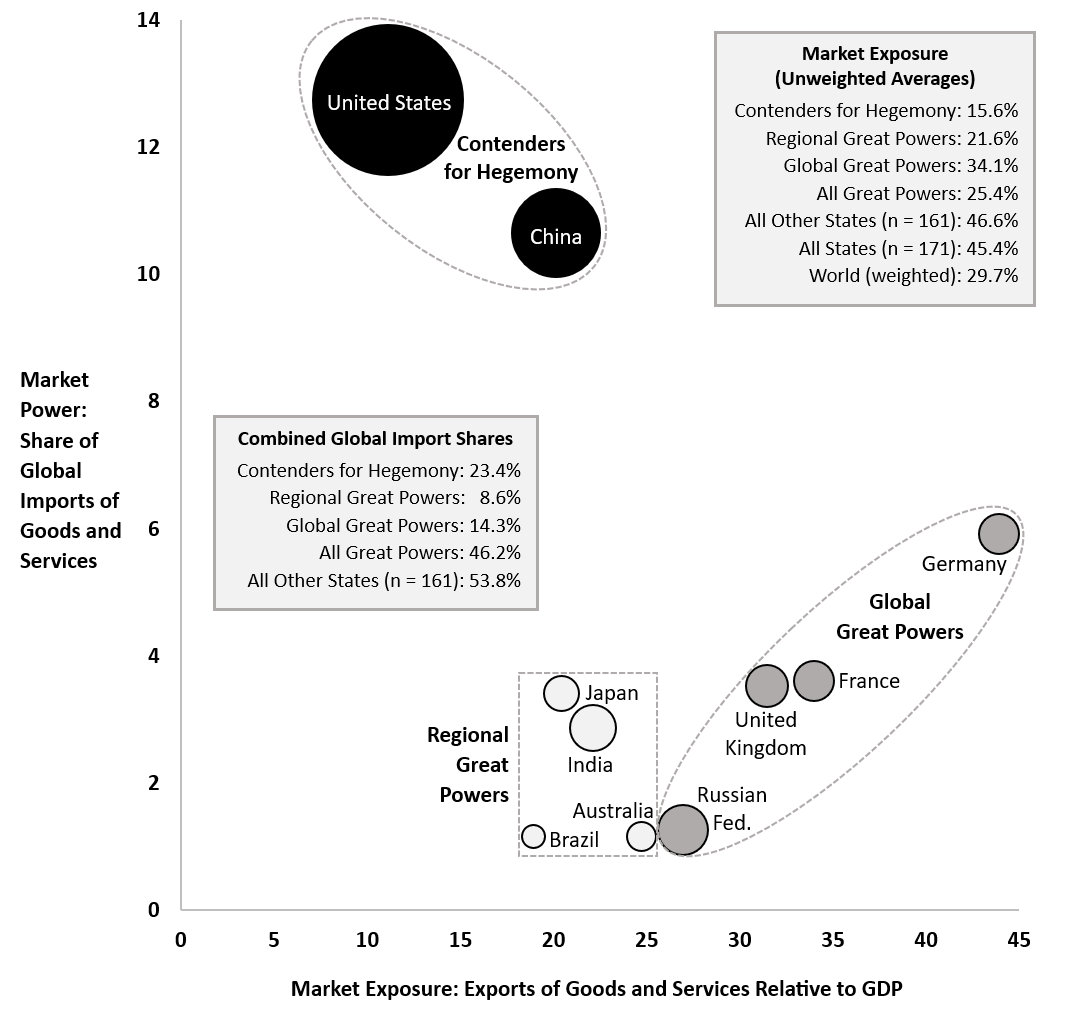 14
12
10
8
6
4
2
0
Market
Power:
Share of
Global
Imports of
Goods and
Services
United States
Contenders
for Hegemony
China
Market Exposure
(Unweighted Averages)
Contenders for Hegemony: 15.6%
Regional Great Powers: 21.6%
Global Great Powers: 34.1%
All Great Powers: 25.4%
All Other States (n = 161): 46.6%
All States (n = 171): 45.4%
World (weighted): 29.7%
Combined Global Import Shares
Contenders for Hegemony: 23.4%
Regional Great Powers: 8.6%
Global Great Powers: 14.3%
All Great Powers: 46.2%
All Other States (n = 161): 53.8%
Germany
Global
Great Powers
France
United
Kingdom
Russian
Fed.
Regional
Great
Powers
Japan
India
Australia
Brazil
0 5 10 15 20 25 30 35 40 45
Market Exposure: Exports of Goods and Services Relative to GDP